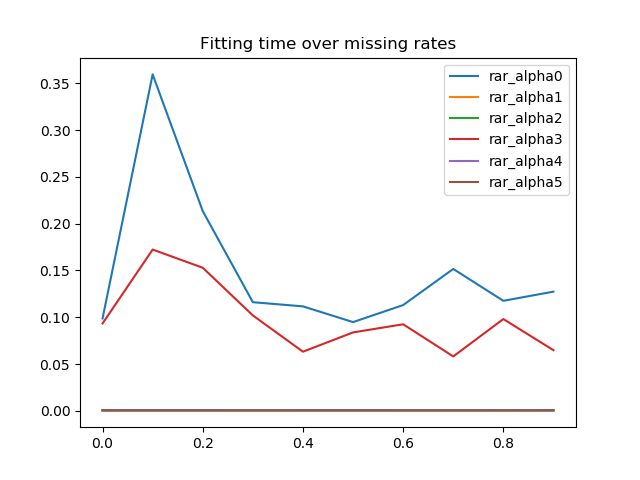 Fitting time over missing rates
rar_alpha0
rar_alpha1
rar_alpha2
rar_alpha3
rar_alpha4
rar_alpha5
0.35
0.30
0.25
0.20
0.15
0.10
0.05
0.00
0.0 0.2 0.4 0.6 0.8